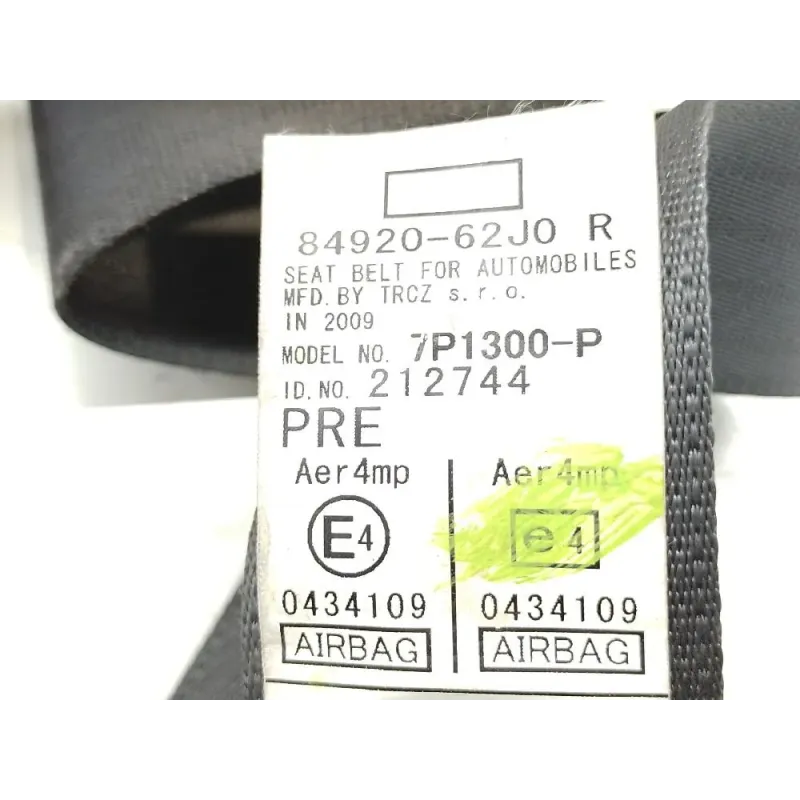 84920-62J0 R
SEAT BELT FOR AUTOMOBILES
MFD. BY TRCZ s.r.o.
IN 2009
MODEL NO. 7P1300-P
ID. NO. 212744
PRE
Aer4mp Aer4mp
E4 e4
0434109 0434109
AIRBAG AIRBAG